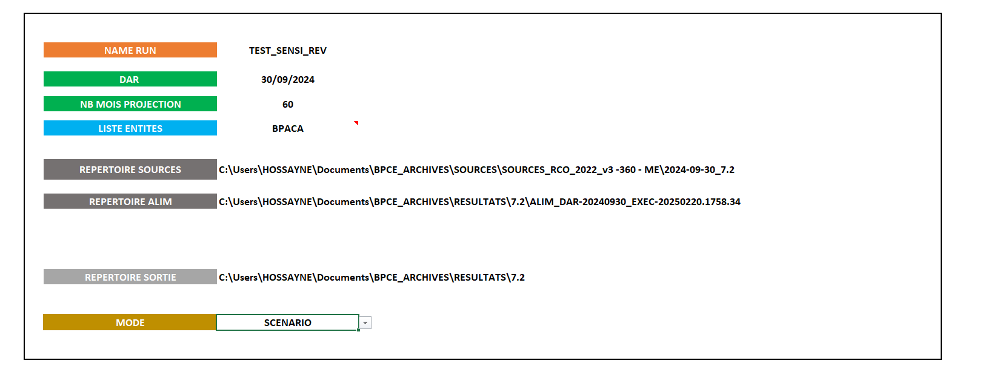 NAME RUN TEST_SENSI_REV
DAR 30/09/2024
NB MOIS PROJECTION 60
LISTE ENTITES BPACA
REPERTOIRE SOURCES C:\Users\HOSSAYNE\Documents\BPCE_ARCHIVES\SOURCES\SOURCES_RCO_2022_v3 -360 - ME\2024-09-30_7.2
REPERTOIRE ALIM C:\Users\HOSSAYNE\Documents\BPCE_ARCHIVES\RESULTATS\7.2\ALIM_DAR-20240930_EXEC-20250220.1758.34
REPERTOIRE SORTIE C:\Users\HOSSAYNE\Documents\BPCE_ARCHIVES\RESULTATS\7.2
MODE SCENARIO